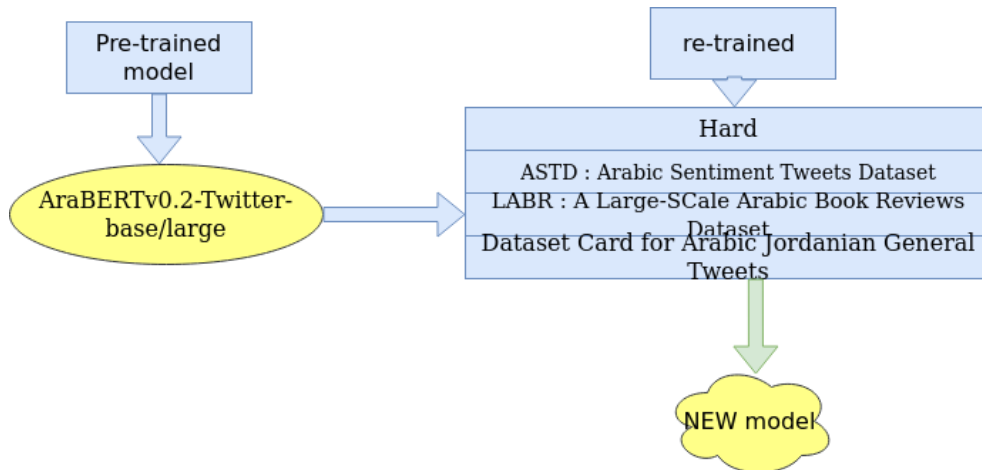 Pre-trained
model
re-trained
Hard
ASTD : Arabic Sentiment Tweets Dataset
AraBERTv0.2-Twitter-
base/large
LABR : A Large-SCale Arabic Book Reviews
Dataset
Dataset Card for Arabic Jordanian General
Tweets
NEW model